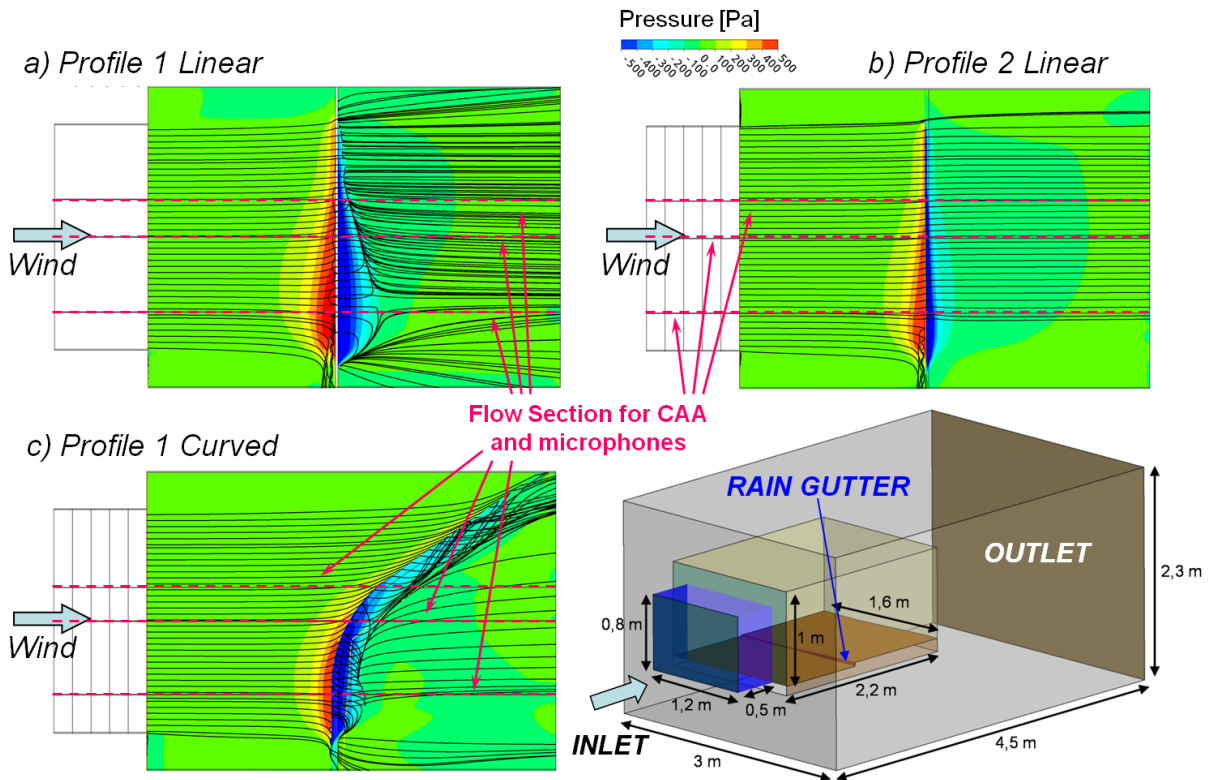 Pressure [Pa]
-500
-400
-300
-200
-100
0,0
100
200
300
400
500
a) Profile 1 Linear
b) Profile 2 Linear
Wind
Wind
Flow Section for CAA
and microphones
c) Profile 1 Curved
Wind
RAIN GUTTER
OUTLET
2,3 m
1,6 m
0,8 m
1 m
2,2 m
1,2 m
0,5 m
INLET
3 m
4,5 m